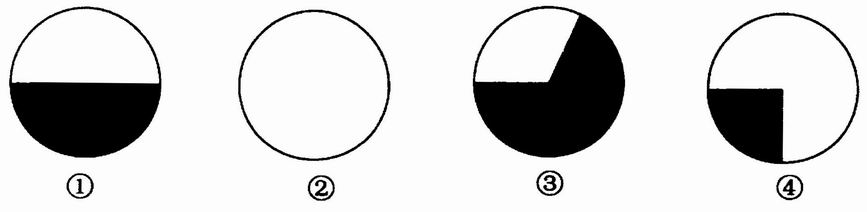 ① ② ③ ④